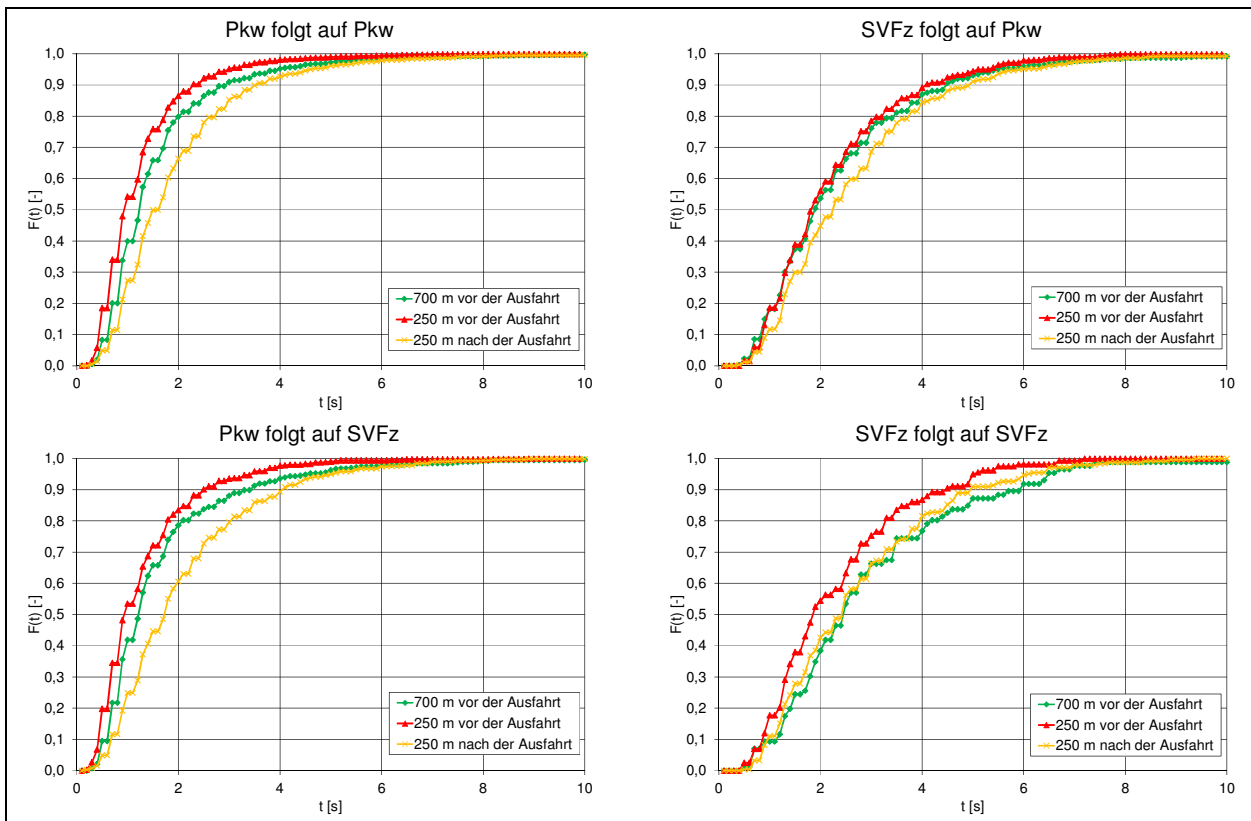 Pkw folgt auf Pkw
1,0
0,9
0,8
0,7
0,6
0,5
0,4
0,3
0,2
0,1
0,0
F(t) [-]
0 2 4 6 8 10
t [s]
700 m vor der Ausfahrt
250 m vor der Ausfahrt
250 m nach der Ausfahrt
SVFz folgt auf Pkw
1,0
0,9
0,8
0,7
0,6
0,5
0,4
0,3
0,2
0,1
0,0
F(t) [-]
0 2 4 6 8 10
t [s]
700 m vor der Ausfahrt
250 m vor der Ausfahrt
250 m nach der Ausfahrt
Pkw folgt auf SVFz
1,0
0,9
0,8
0,7
0,6
0,5
0,4
0,3
0,2
0,1
0,0
F(t) [-]
0 2 4 6 8 10
t [s]
700 m vor der Ausfahrt
250 m vor der Ausfahrt
250 m nach der Ausfahrt
SVFz folgt auf SVFz
1,0
0,9
0,8
0,7
0,6
0,5
0,4
0,3
0,2
0,1
0,0
F(t) [-]
0 2 4 6 8 10
t [s]
700 m vor der Ausfahrt
250 m vor der Ausfahrt
250 m nach der Ausfahrt